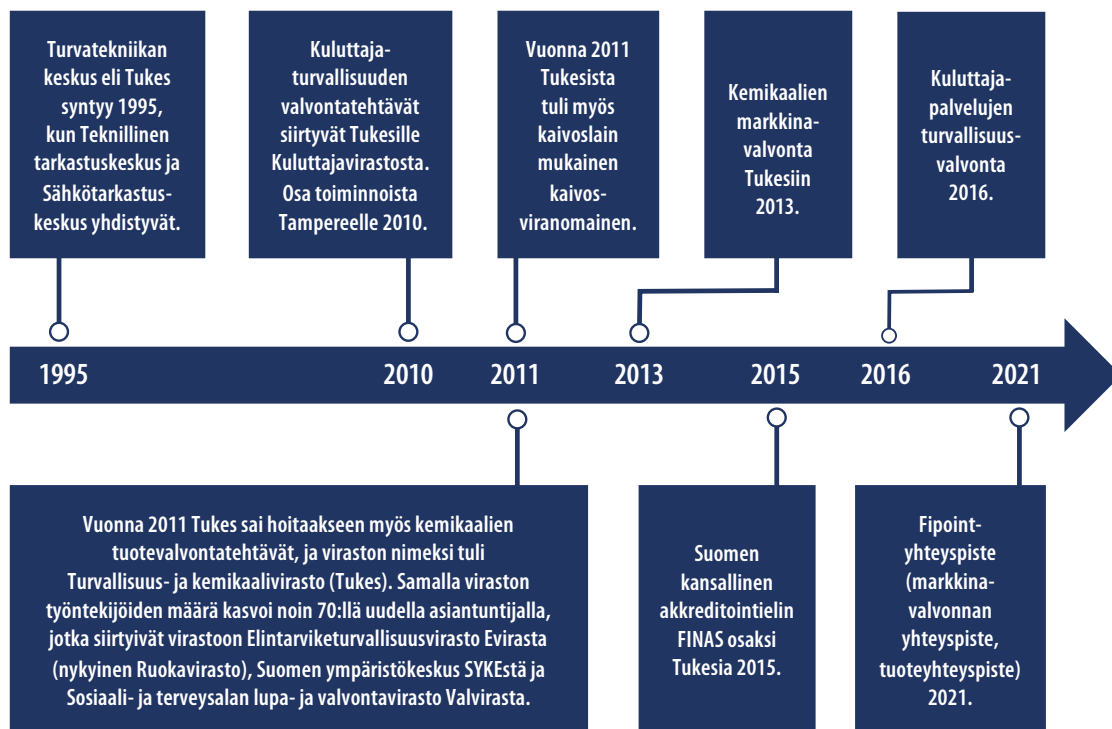 Turvatekniikan
keskus eli Tukes
syntyy 1995,
kun Teknillinen
tarkastuskeskus ja
Sähkötarkastus-
keskus yhdistyvät.
Kuluttaja-
turvallisuuden
valvontatehtävät
siirtyvät Tukesille
Kuluttajavirastosta.
Osa toiminnoista
Tampereelle 2010.
Vuonna 2011
Tukesista
tuli myös
kaivoslain
mukainen
kaivos-
viranomainen.
Kemikaalien
markkina-
valvonta
Tukesiin
2013.
Kuluttaja-
palvelujen
turvallisuus-
valvonta
2016.
1995 2010 2011 2013 2015 2016 2021
Vuonna 2011 Tukes sai hoitaakseen myös kemikaalien
tuotevalvontatehtävät, ja viraston nimeksi tuli
Turvallisuus- ja kemikaalivirasto (Tukes). Samalla viraston
työntekijöiden määrä kasvoi noin 70:llä uudella asiantuntijalla,
jotka siirtyivät virastoon Elintarviketurvallisuusvirasto Evirasta
(nykyinen Ruokavirasto), Suomen ympäristökeskus SYKEstä ja
Sosiaali- ja terveysalan lupa- ja valvontavirasto Valvirasta.
Suomen
kansallinen
akkreditointielin
FINAS osaksi
Tukesia 2015.
Fipoint-
yhteyspiste
(markkina-
valvonnan
yhteyspiste,
tuoteyhteyspiste)
2021.